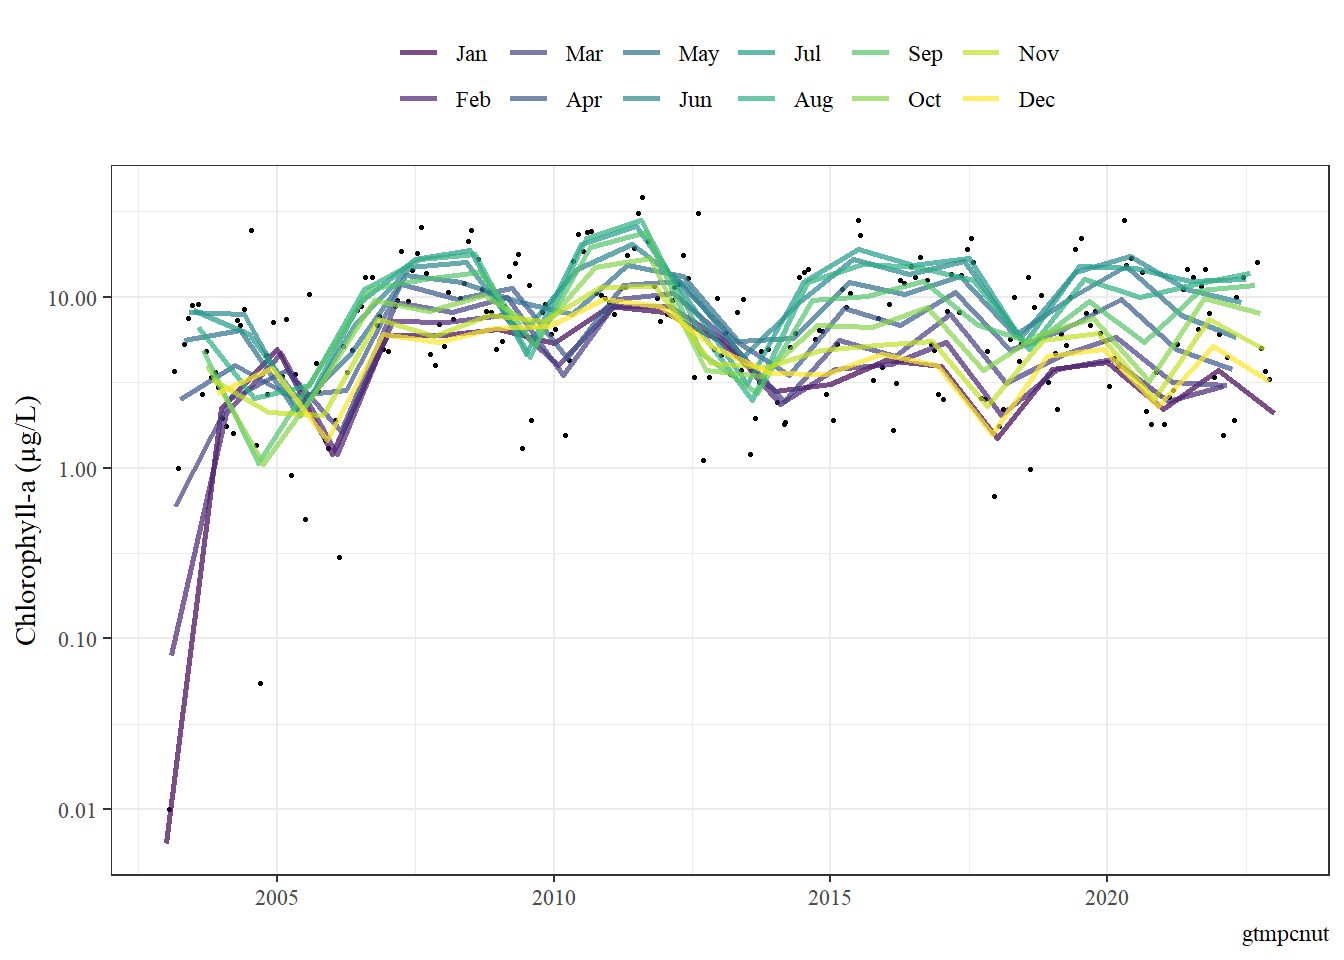 Jan Mar May Jul Sep Nov
Feb Apr Jun Aug Oct Dec
Chlorophyll-a (μg/L)
10.00
1.00
0.10
0.01
2005 2010 2015 2020
gtmpcnut